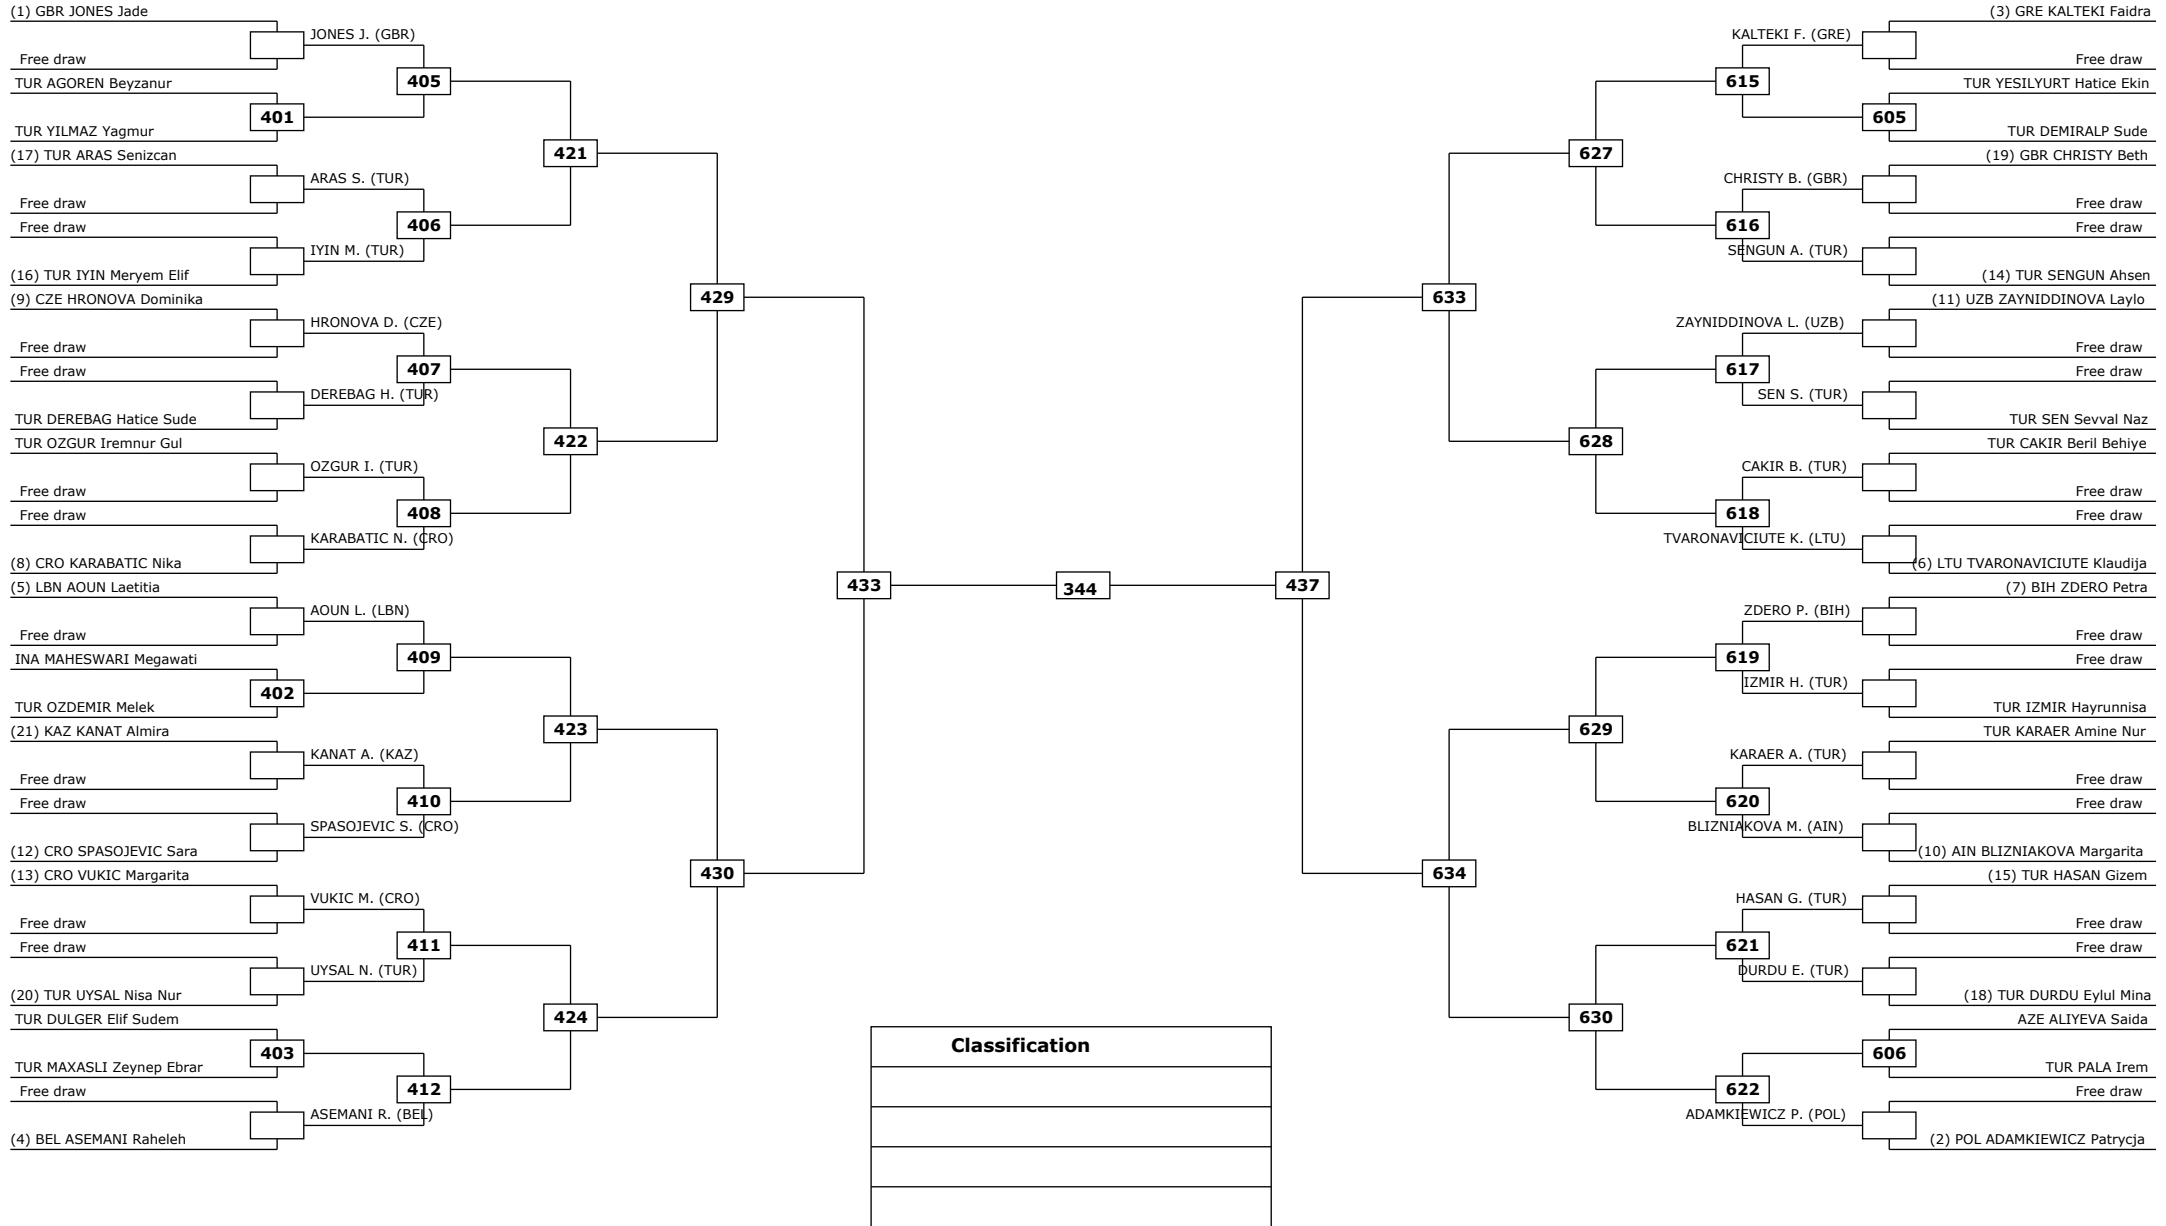 (1) GBR JONES Jade
JONES J. (GBR)
Free draw
405
TUR AGOREN Beyzanur
401
TUR YILMAZ Yagmur
421
(17) TUR ARAS Senizcan
ARAS S. (TUR)
Free draw
406
Free draw
IYIN M. (TUR)
(16) TUR IYIN Meryem Elif
429
(9) CZE HRONOVA Dominika
HRONOVA D. (CZE)
Free draw
407
Free draw
DEREBAG H. (TUR)
TUR DEREBAG Hatice Sude
422
TUR OZGUR Iremnur Gul
OZGUR I. (TUR)
Free draw
408
Free draw
KARABATIC N. (CRO)
(8) CRO KARABATIC Nika
433
(5) LBN AOUN Laetitia
AOUN L. (LBN)
Free draw
409
INA MAHESWARI Megawati
402
TUR OZDEMIR Melek
423
(21) KAZ KANAT Almira
KANAT A. (KAZ)
Free draw
410
Free draw
SPASOJEVIC S. (CRO)
(12) CRO SPASOJEVIC Sara
430
(13) CRO VUKIC Margarita
VUKIC M. (CRO)
Free draw
411
Free draw
UYSAL N. (TUR)
(20) TUR UYSAL Nisa Nur
424
TUR DULGER Elif Sudem
403
TUR MAXASLI Zeynep Ebrar
412
Free draw
ASEMANI R. (BEL)
(4) BEL ASEMANI Raheleh
344
(3) GRE KALTEKI Faidra
KALTEKI F. (GRE)
Free draw
615
TUR YESILYURT Hatice Ekin
605
TUR DEMIRALP Sude
627
(19) GBR CHRISTY Beth
CHRISTY B. (GBR)
Free draw
616
Free draw
SENGUN A. (TUR)
(14) TUR SENGUN Ahsen
633
(11) UZB ZAYNIDDINOVA Laylo
ZAYNIDDINOVA L. (UZB)
Free draw
617
Free draw
SEN S. (TUR)
TUR SEN Sevval Naz
628
TUR CAKIR Beril Behiye
CAKIR B. (TUR)
Free draw
618
Free draw
TVARONAVICIUTE K. (LTU)
(6) LTU TVARONAVICIUTE Klaudija
437
(7) BIH ZDERO Petra
ZDERO P. (BIH)
Free draw
619
Free draw
IZMIR H. (TUR)
TUR IZMIR Hayrunnisa
629
TUR KARAER Amine Nur
KARAER A. (TUR)
Free draw
620
Free draw
BLIZNIAKOVA M. (AIN)
(10) AIN BLIZNIAKOVA Margarita
634
(15) TUR HASAN Gizem
HASAN G. (TUR)
Free draw
621
Free draw
DURDU E. (TUR)
(18) TUR DURDU Eylul Mina
630
AZE ALIYEVA Saida
606
TUR PALA Irem
622
Free draw
ADAMKIEWICZ P. (POL)
(2) POL ADAMKIEWICZ Patrycja
Classification